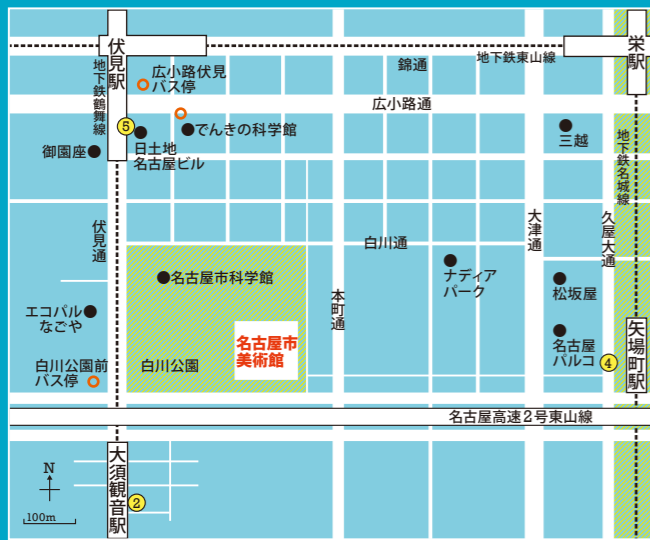 伏見駅
栄駅
地下鉄東山線
錦通
広小路伏見
バス停
地下鉄鶴舞線
広小路通
⑤
でんきの科学館
日土地
名古屋ビル
御園座
三越
地下鉄名城線
伏見通
白川通
大津通
久屋大通
名古屋市科学館
ナディア
パーク
松坂屋
本町通
エコパル
なごや
名古屋市
美術館
名古屋
パルコ
④
矢場町駅
白川公園前
バス停
白川公園
名古屋高速2号東山線
大須観音駅
②
N
100m